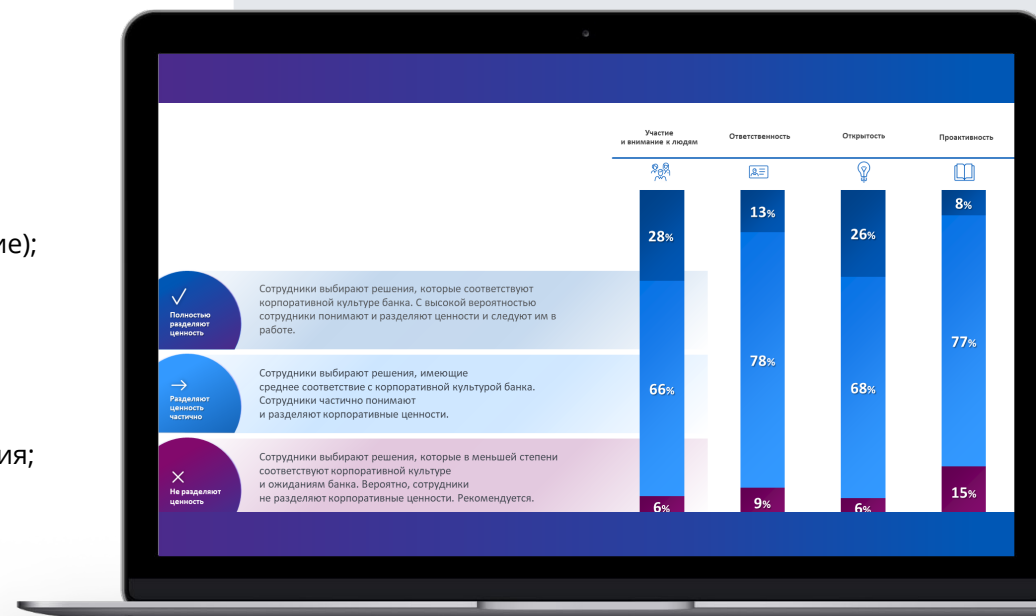 ие);
ия;
Участие
и внимание к людям
Ответственность
Открытость
Проактивность
28%
13%
26%
8%
66%
78%
68%
77%
6%
9%
6%
15%
Полностью
разделяют
ценность
Сотрудники выбирают решения, которые соответствуют
корпоративной культуре банка. С высокой вероятностью
сотрудники понимают и разделяют ценности и следуют им в
работе.
Разделяют
ценность
частично
Сотрудники выбирают решения, имеющие
среднее соответствие с корпоративной культурой банка.
Сотрудники частично понимают
и разделяют корпоративные ценности.
Не разделяют
ценность
Сотрудники выбирают решения, которые в меньшей степени
соответствуют корпоративной культуре
и ожиданиям банка. Вероятно, сотрудники
не разделяют корпоративные ценности. Рекомендуется.